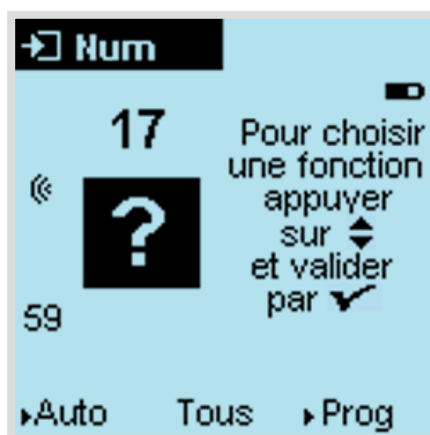 Num
17
Pour choisir
une fonction
appuyer
sur
et valider
par
?
59
Auto Tous Prog